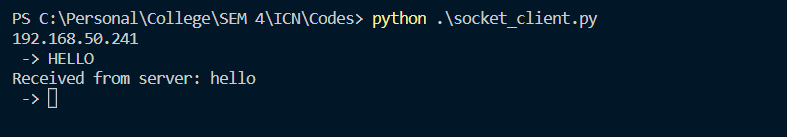 PS C:\Personal\College\SEM 4\ICN\Codes> python .\socket_client.py
192.168.50.241
 -> HELLO
Received from server: hello
 ->